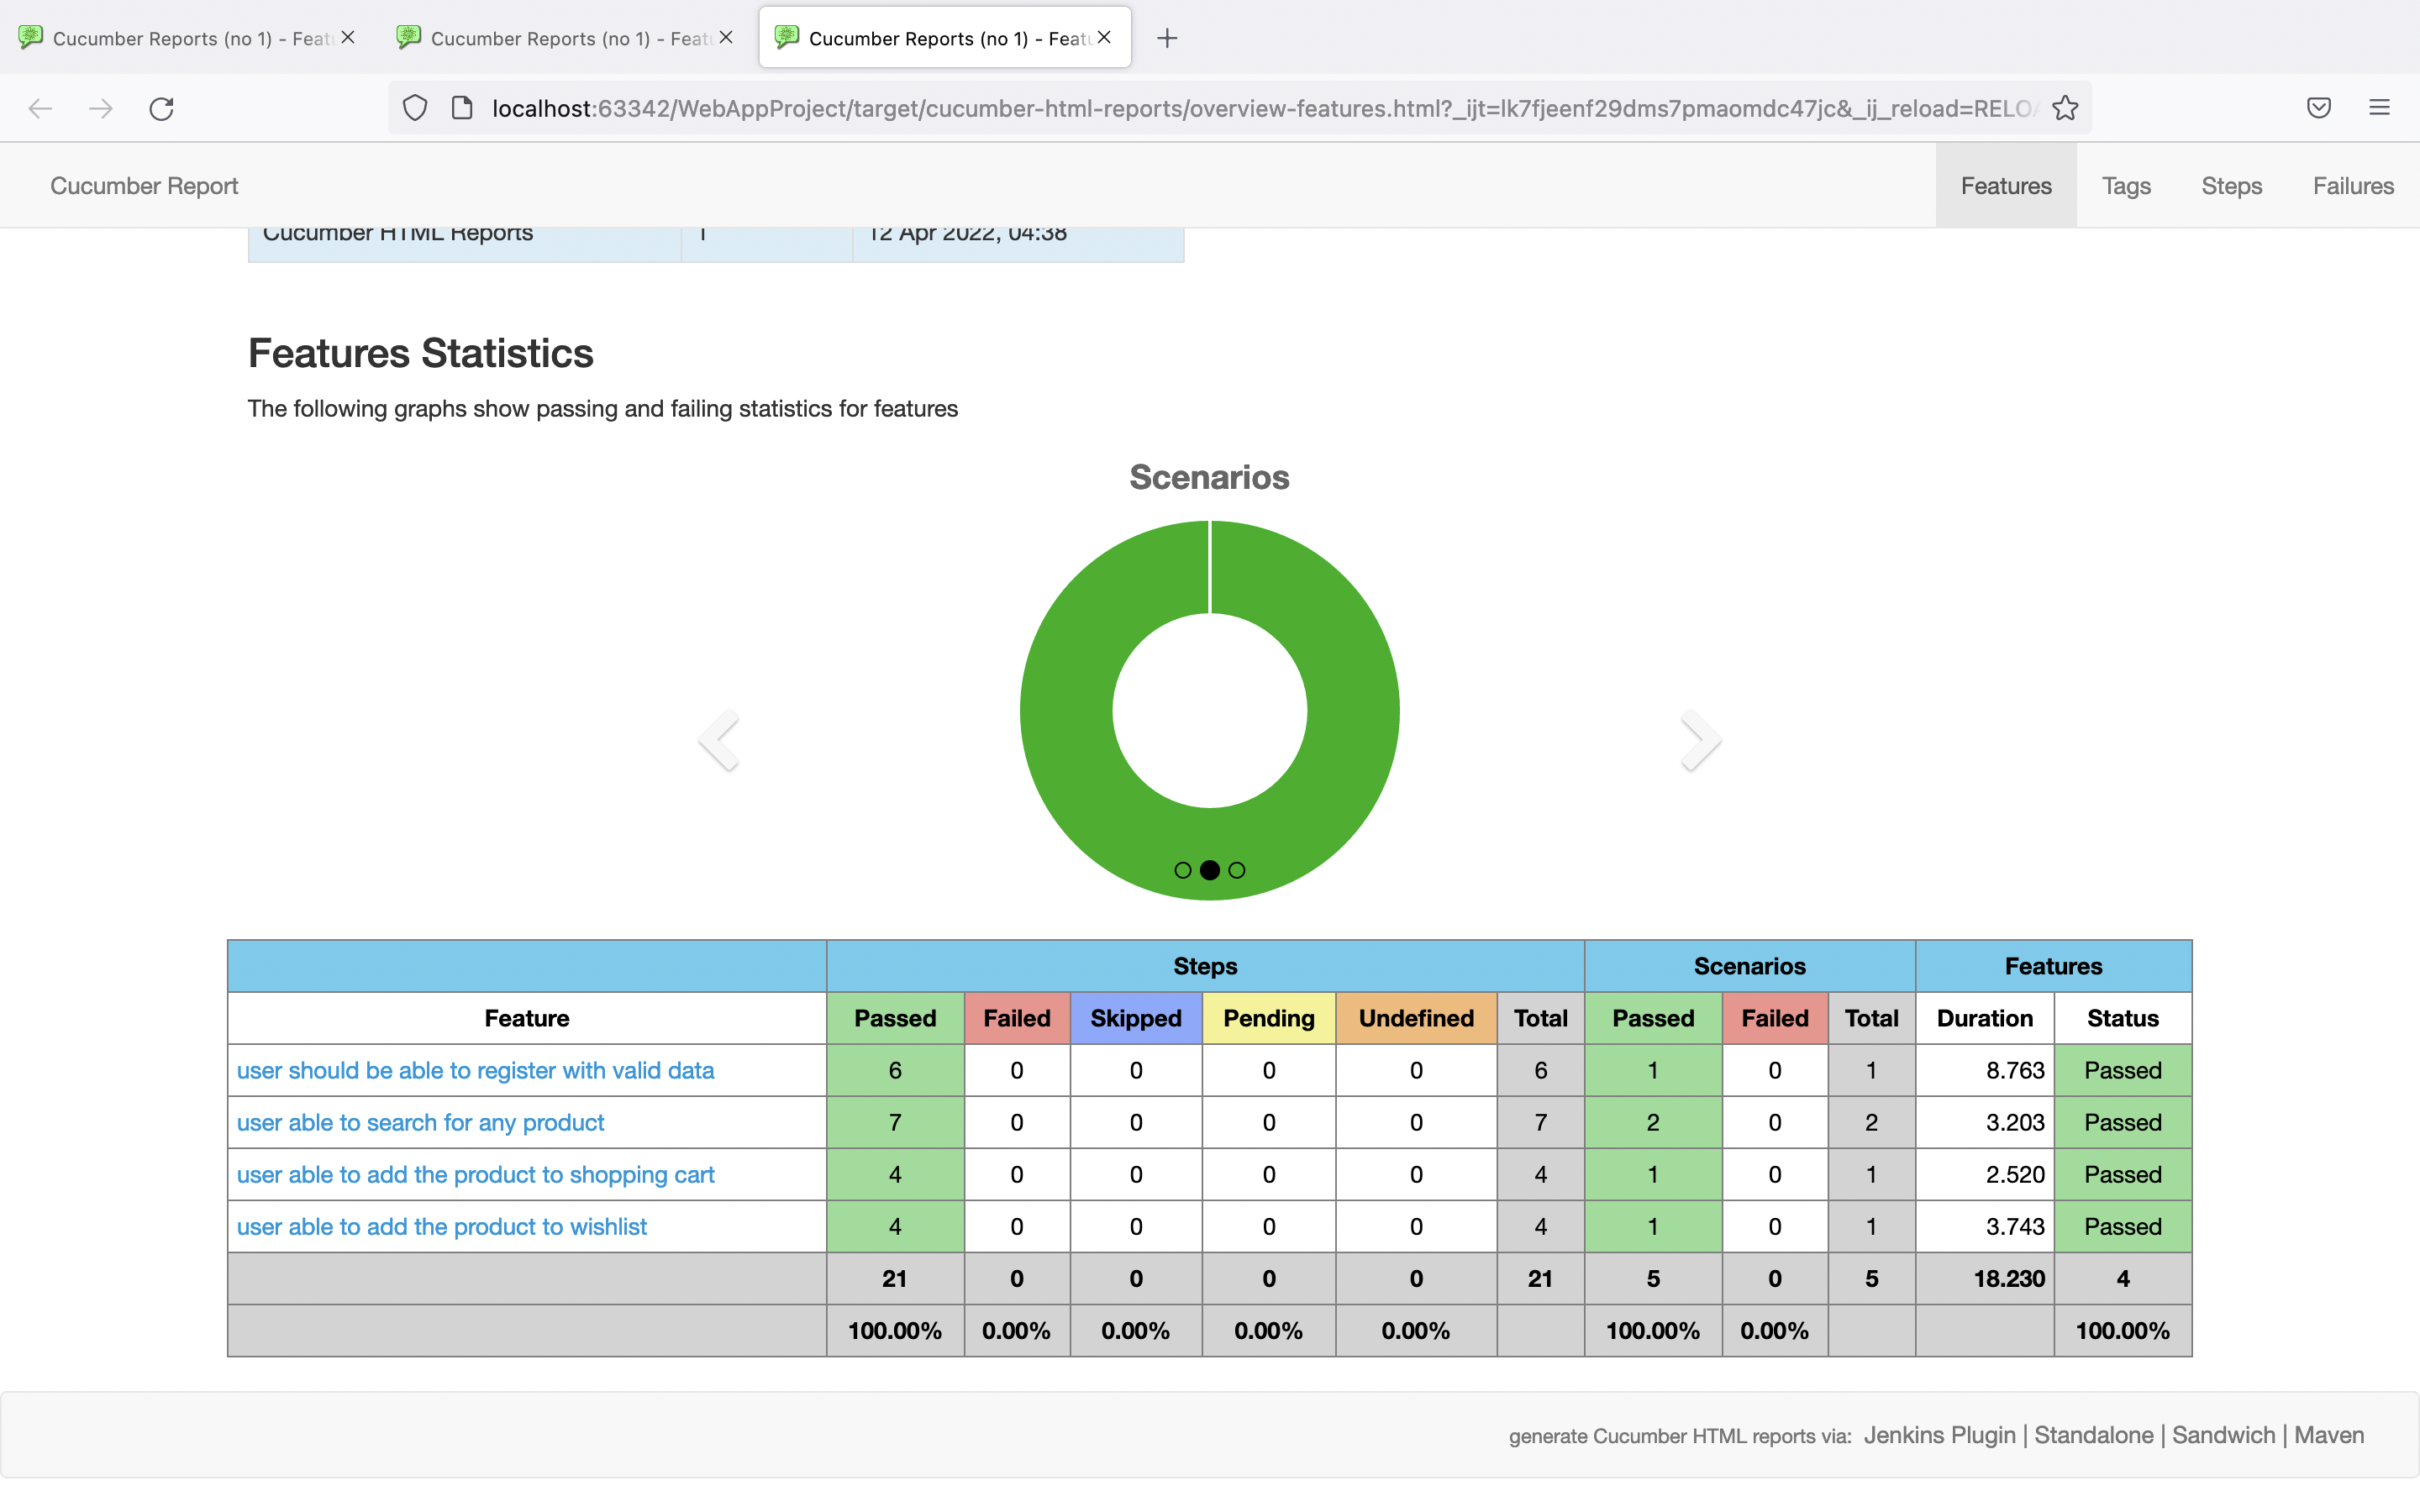 Cucumber Reports (no 1) - Feat
Cucumber Reports (no 1) - Feat
Cucumber Reports (no 1) - Feat
localhost:63342/WebAppProject/target/cucumber-html-reports/overview-features.html?_ijt=lk7fjeenf29dms7pmaomdc47jc&_ij_reload=RELO
Cucumber Report Features Tags Steps Failures
Cucumber HTML Reports 1 12 Apr 2022, 04:38
Features Statistics
The following graphs show passing and failing statistics for features
Scenarios
Steps Scenarios Features
Feature Passed Failed Skipped Pending Undefined Total Passed Failed Total Duration Status
user should be able to register with valid data 6 0 0 0 0 6 1 0 1 8.763 Passed
user able to search for any product 7 0 0 0 0 7 2 0 2 3.203 Passed
user able to add the product to shopping cart 4 0 0 0 0 4 1 0 1 2.520 Passed
user able to add the product to wishlist 4 0 0 0 0 4 1 0 1 3.743 Passed
21 0 0 0 0 21 5 0 5 18.230 4
100.00% 0.00% 0.00% 0.00% 0.00% 100.00% 0.00% 100.00%
generate Cucumber HTML reports via: Jenkins Plugin | Standalone | Sandwich | Maven